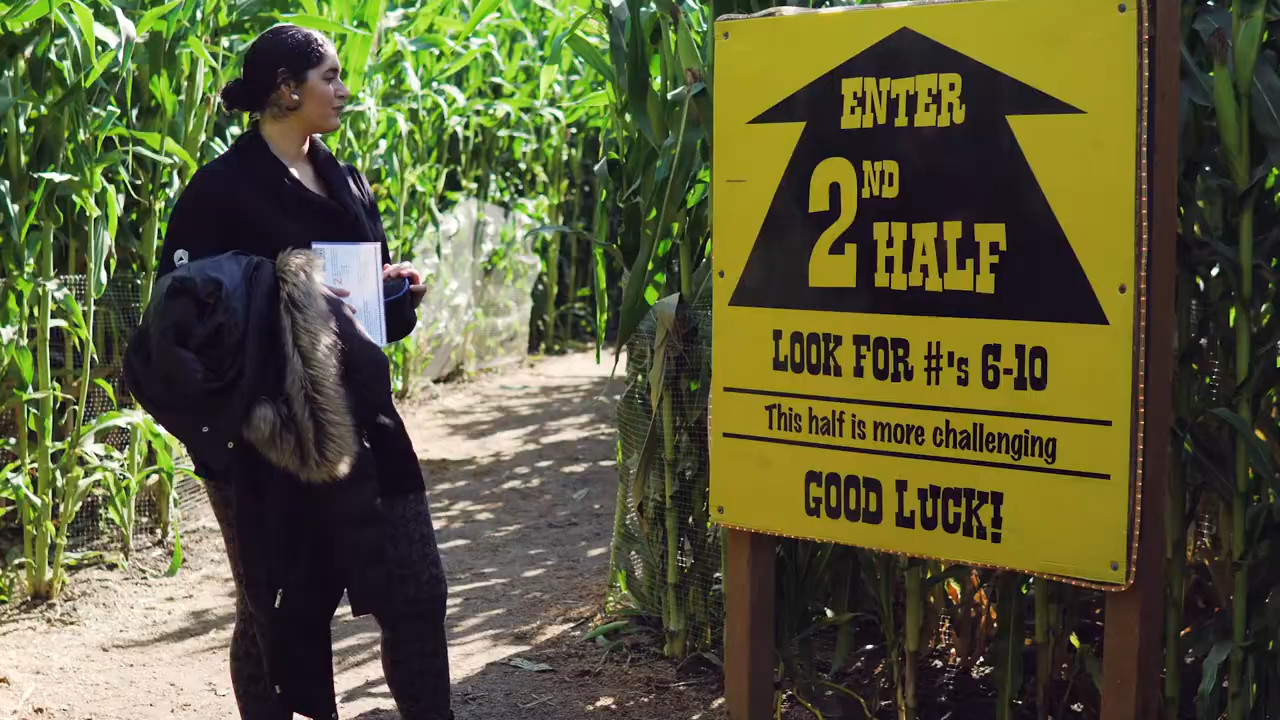 ENTER
2ND
HALF
LOOK FOR #'s 6-10
This half is more challenging
GOOD LUCK!